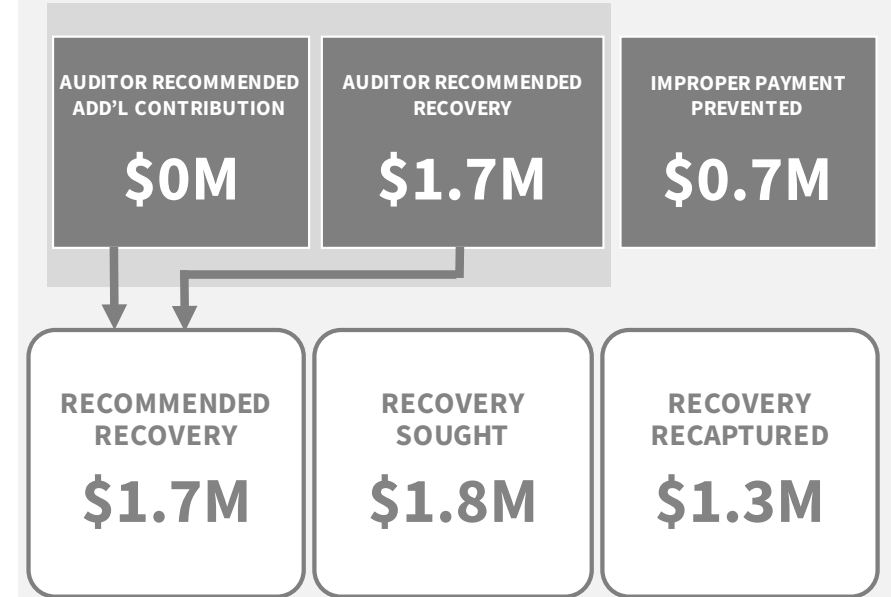 AUDITOR RECOMMENDED
ADD'L CONTRIBUTION
$0M
AUDITOR RECOMMENDED
RECOVERY
$1.7M
IMPROPER PAYMENT
PREVENTED
$0.7M
RECOMMENDED
RECOVERY
$1.7M
RECOVERY
SOUGHT
$1.8M
RECOVERY
RECAPTURED
$1.3M